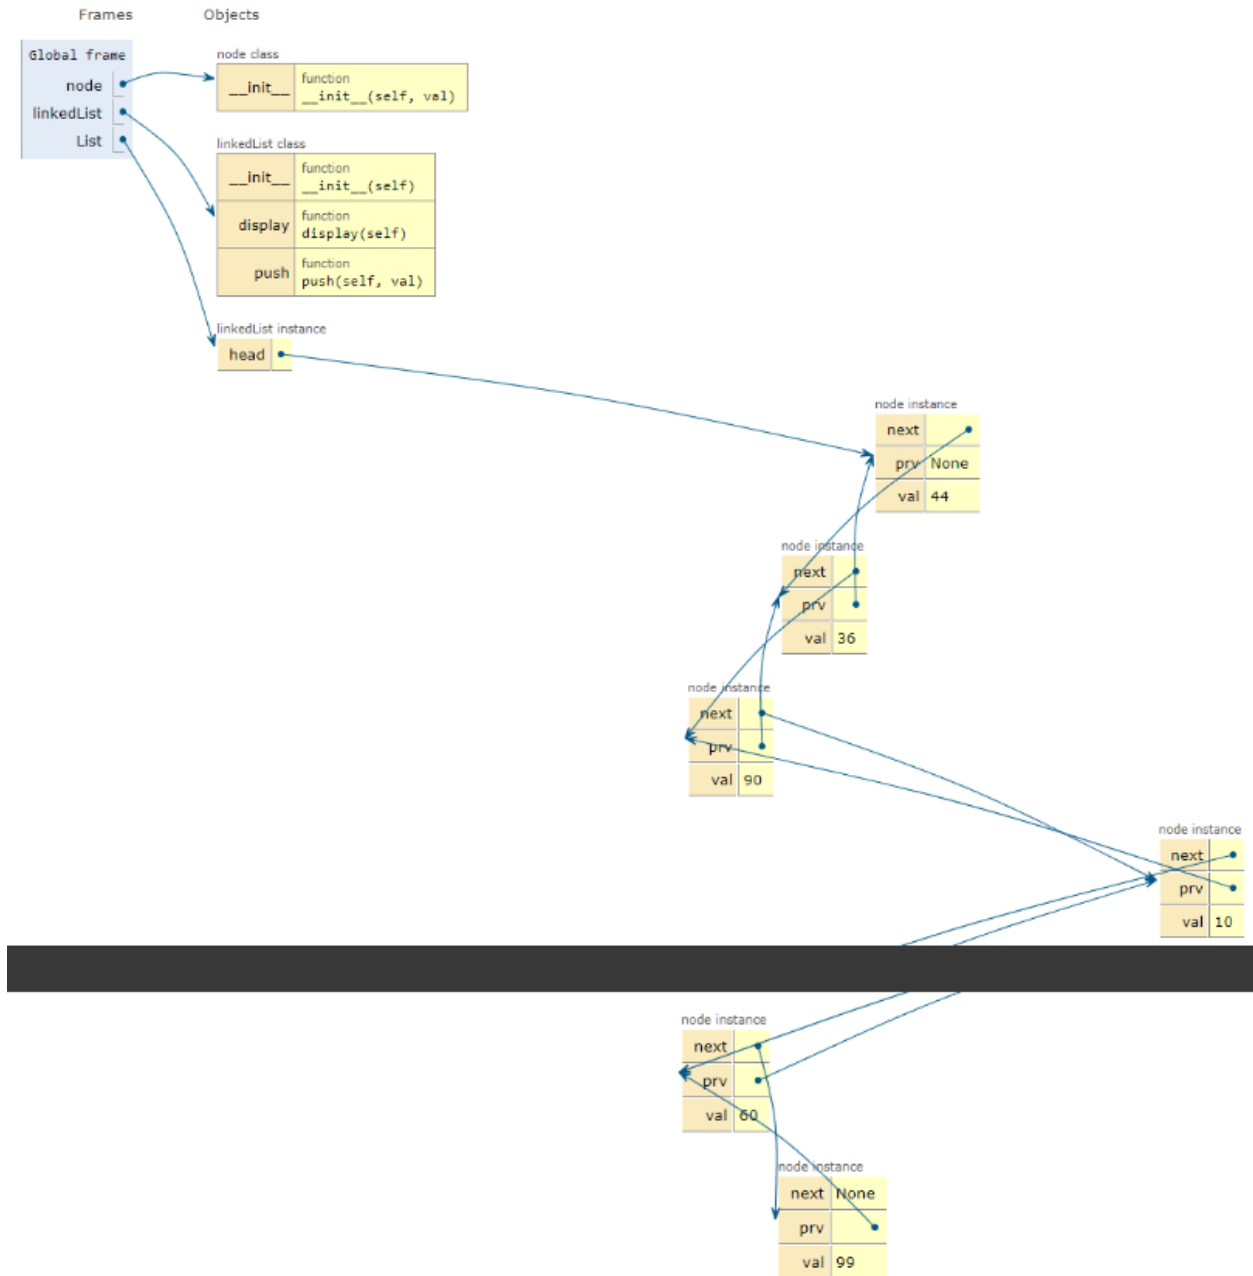 Frames Objects
Global frame
node
linkedList
List
node class
__init__ function
__init__(self, val)
linkedList class
__init__ function
__init__(self)
display function
display(self)
push function
push(self, val)
linkedList instance
head
node instance
next
prv None
val 44
node instance
next
prv
val 36
node instance
next
prv
val 90
node instance
next
prv
val 10
node instance
next
prv
val 60
node instance
next None
prv
val 99